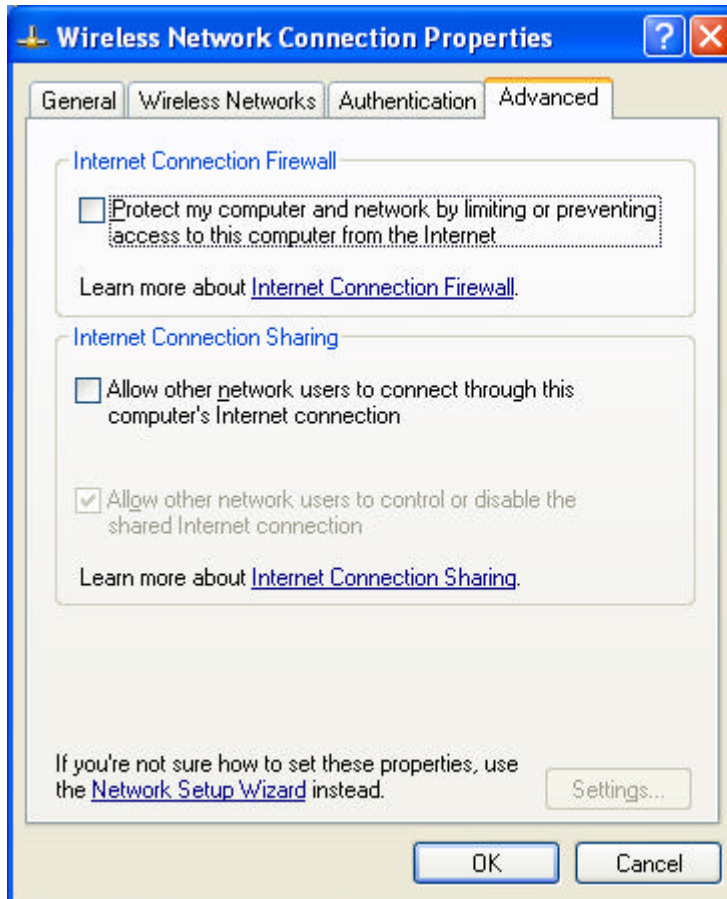 Wireless Network Connection Properties
General Wireless Networks Authentication Advanced
Internet Connection Firewall
Protect my computer and network by limiting or preventing
access to this computer from the Internet
Learn more about Internet Connection Firewall.
Internet Connection Sharing
Allow other network users to connect through this
computer's Internet connection
Allow other network users to control or disable the
shared Internet connection
Learn more about Internet Connection Sharing.
If you're not sure how to set these properties, use
the Network Setup Wizard instead.
Settings...
OK Cancel